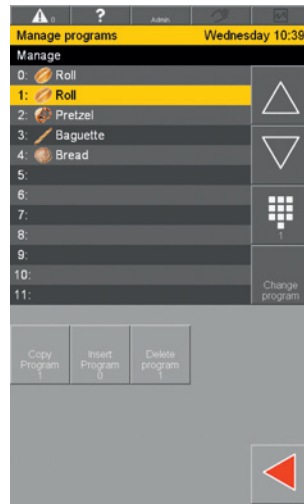 0 ? Admin
Manage programs Wednesday 10:39
Manage
0: Roll
1: Roll
2: Pretzel
3: Baguette
4: Bread
5:
6:
7:
8:
9:
10:
11:
1
Change
program
Copy
Program
1
Insert
Program
0
Delete
program
1